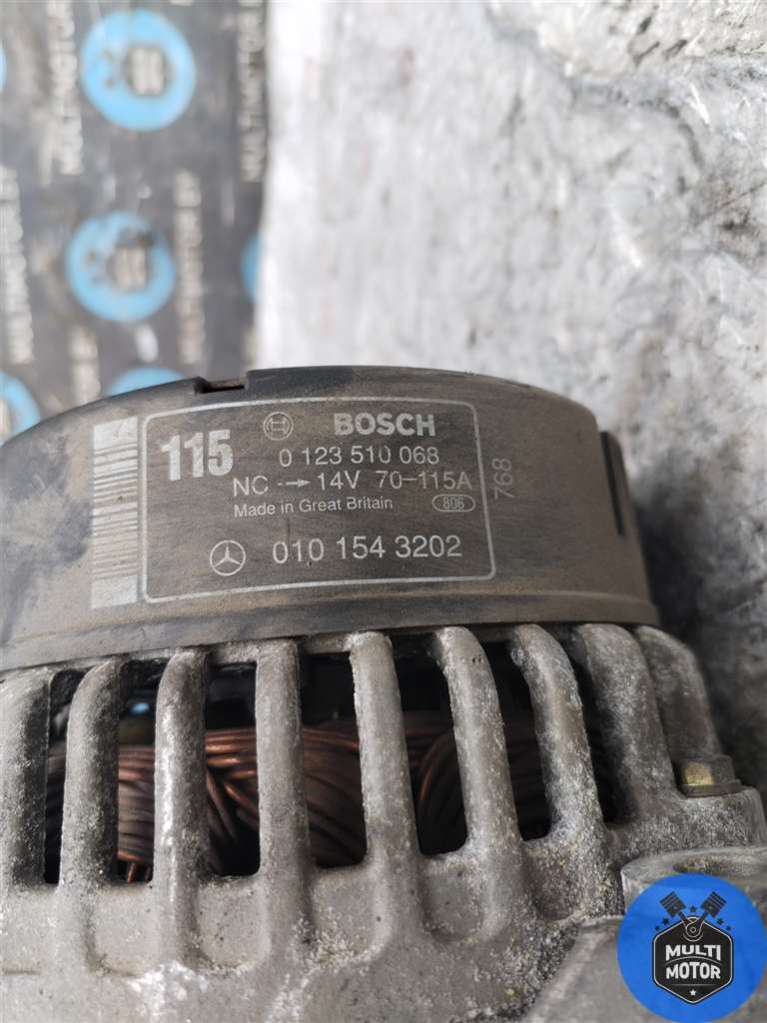 115
BOSCH
0 123 510 068
NC → 14V 70-115A
Made in Great Britain 806
768
010 154 3202
MULTI
MOTOR